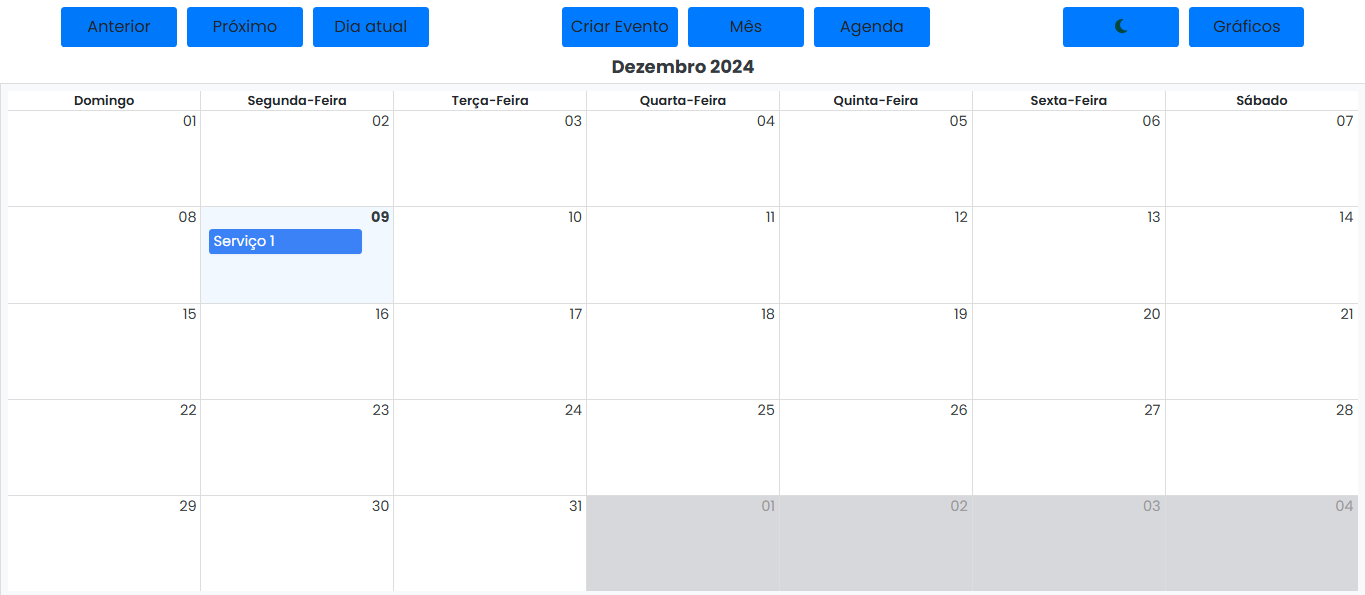 Anterior Próximo Dia atual Criar Evento Mês Agenda Gráficos
Dezembro 2024
Domingo Segunda-Feira Terça-Feira Quarta-Feira Quinta-Feira Sexta-Feira Sábado
01 02 03 04 05 06 07
08 09 10 11 12 13 14
Serviço 1
15 16 17 18 19 20 21
22 23 24 25 26 27 28
29 30 31 01 02 03 04